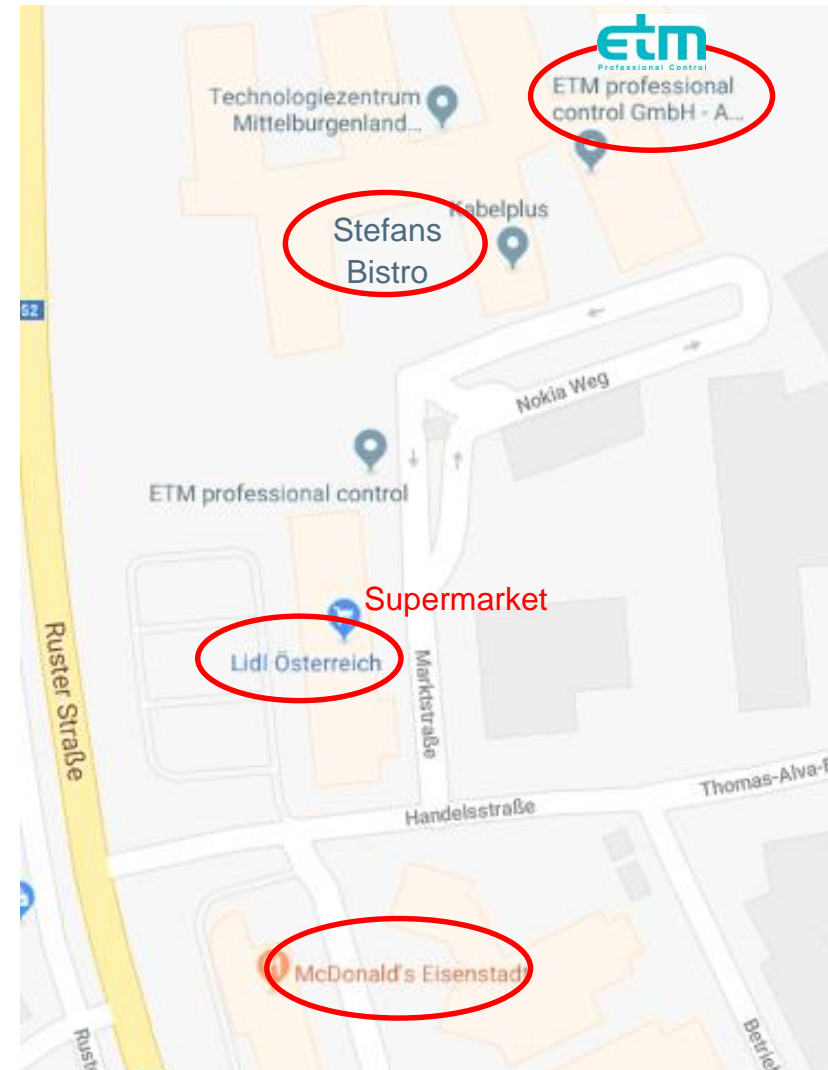 etm
Professional Control
ETM professional
control GmbH - A...
Technologiezentrum
Mittelburgenland...
Kabelplus
Stefans
Bistro
52
Nokia Weg
ETM professional control
Supermarket
Lidl Österreich
Ruster Straße
Marktstraße
Thomas-Alva-
Handelsstraße
McDonald's Eisenstadt
Ruste
Betrie